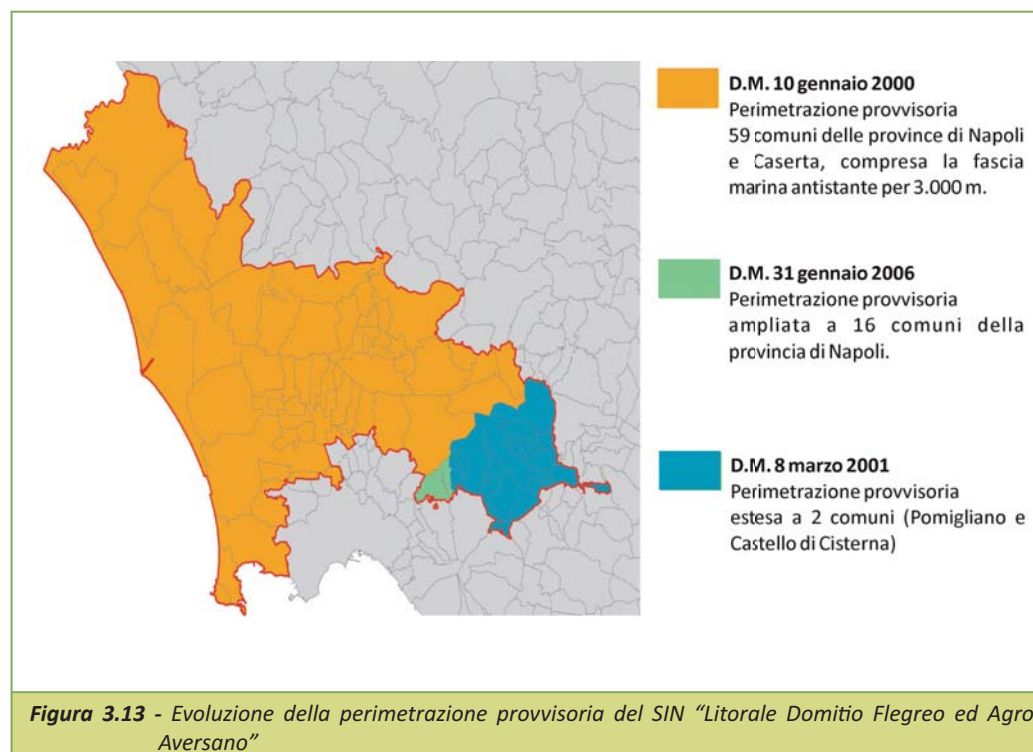 D.M. 10 gennaio 2000
Perimetrazione provvisoria
59 comuni delle province di Napoli
e Caserta, compresa la fascia
marina antistante per 3.000 m.
D.M. 31 gennaio 2006
Perimetrazione provvisoria
ampliata a 16 comuni della
provincia di Napoli.
D.M. 8 marzo 2001
Perimetrazione provvisoria
estesa a 2 comuni (Pomigliano e
Castello di Cisterna)
Figura 3.13 - Evoluzione della perimetrazione provvisoria del SIN “Litorale Domitio Flegreo ed Agro
Aversano”